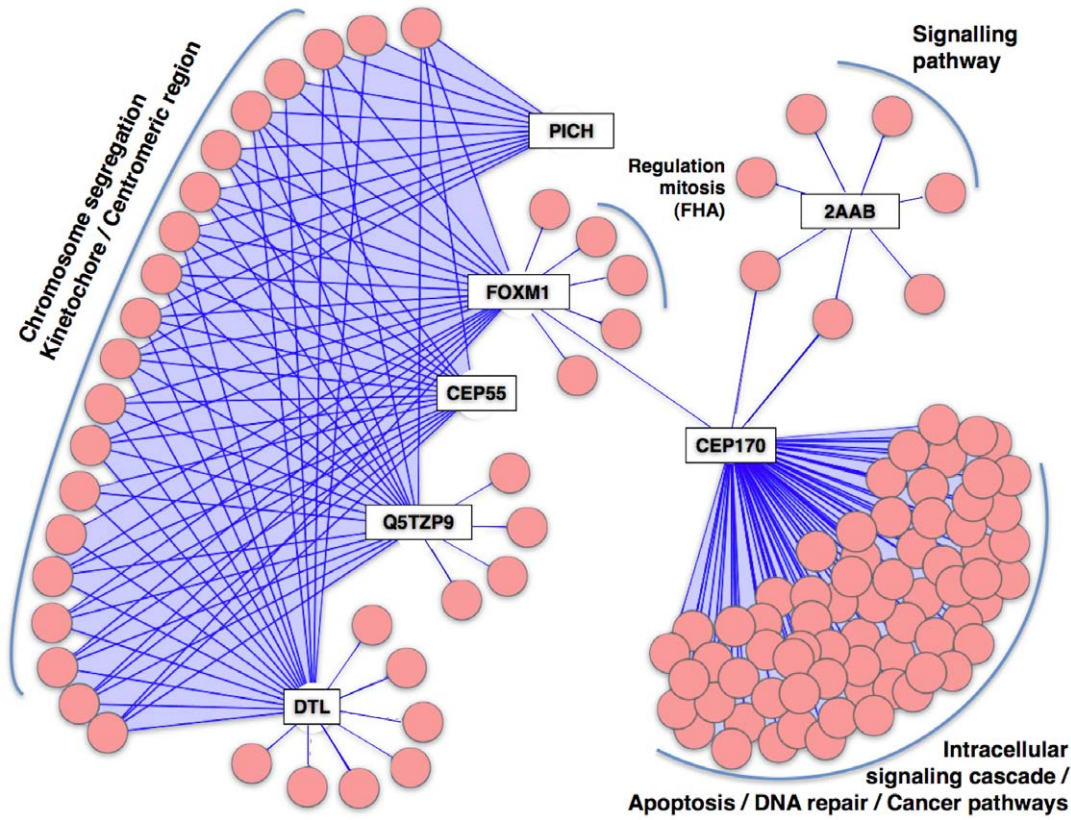 Signalling
pathway
Chromosome segregation
Kinetochore / Centromeric region
PICH
Regulation
mitosis
(FHA)
2AAB
FOXM1
CEP55
CEP170
Q5TZP9
DTL
Intracellular
signaling cascade /
Apoptosis / DNA repair / Cancer pathways